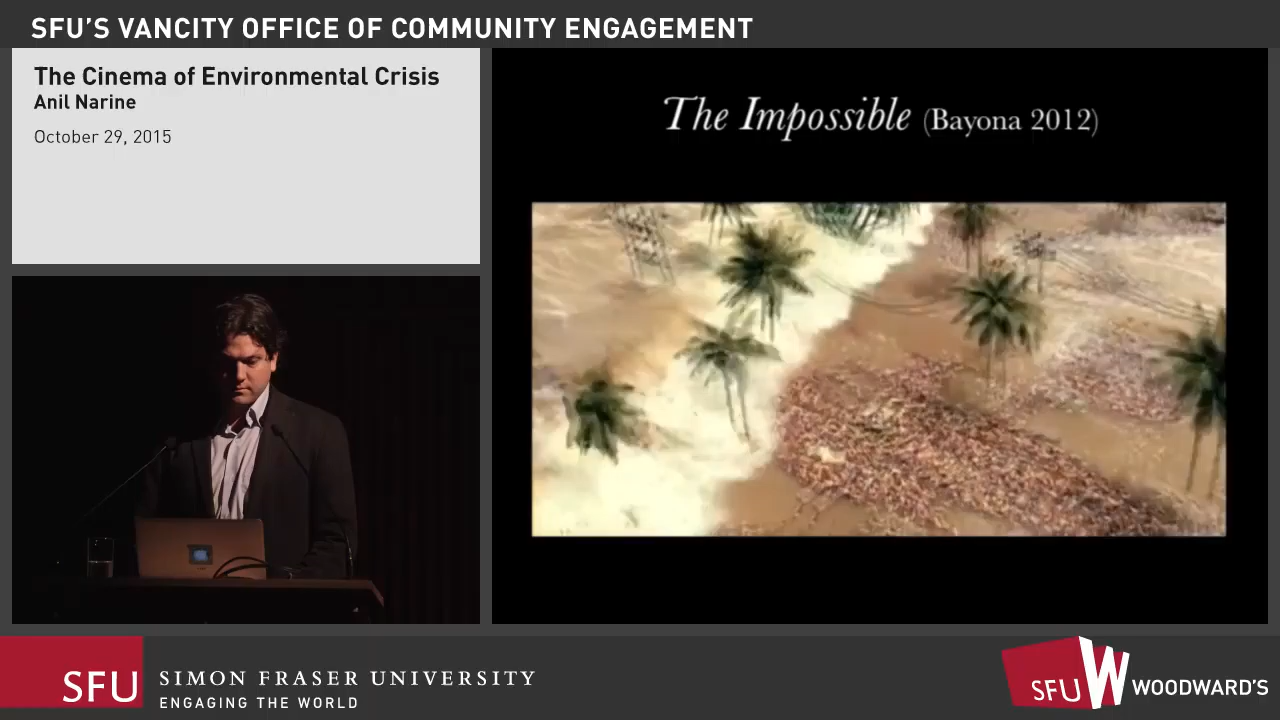 SFU'S VANCITY OFFICE OF COMMUNITY ENGAGEMENT
The Cinema of Environmental Crisis
Anil Narine
October 29, 2015
The Impossible (Bayona 2012)
SFU SIMON FRASER UNIVERSITY
ENGAGING THE WORLD
SFU W WOODWARD'S